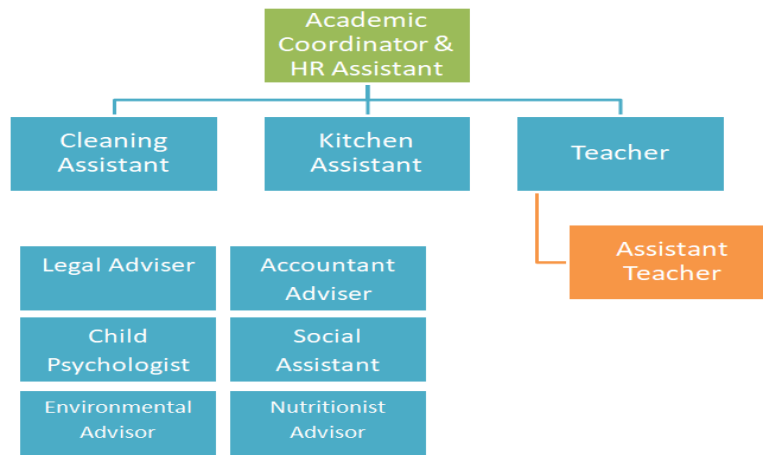 Academic
Coordinator &
HR Assistant
Cleaning
Assistant
Kitchen
Assistant
Teacher
Assistant
Teacher
Legal Adviser
Accountant
Adviser
Child
Psychologist
Social
Assistant
Environmental
Advisor
Nutritionist
Advisor